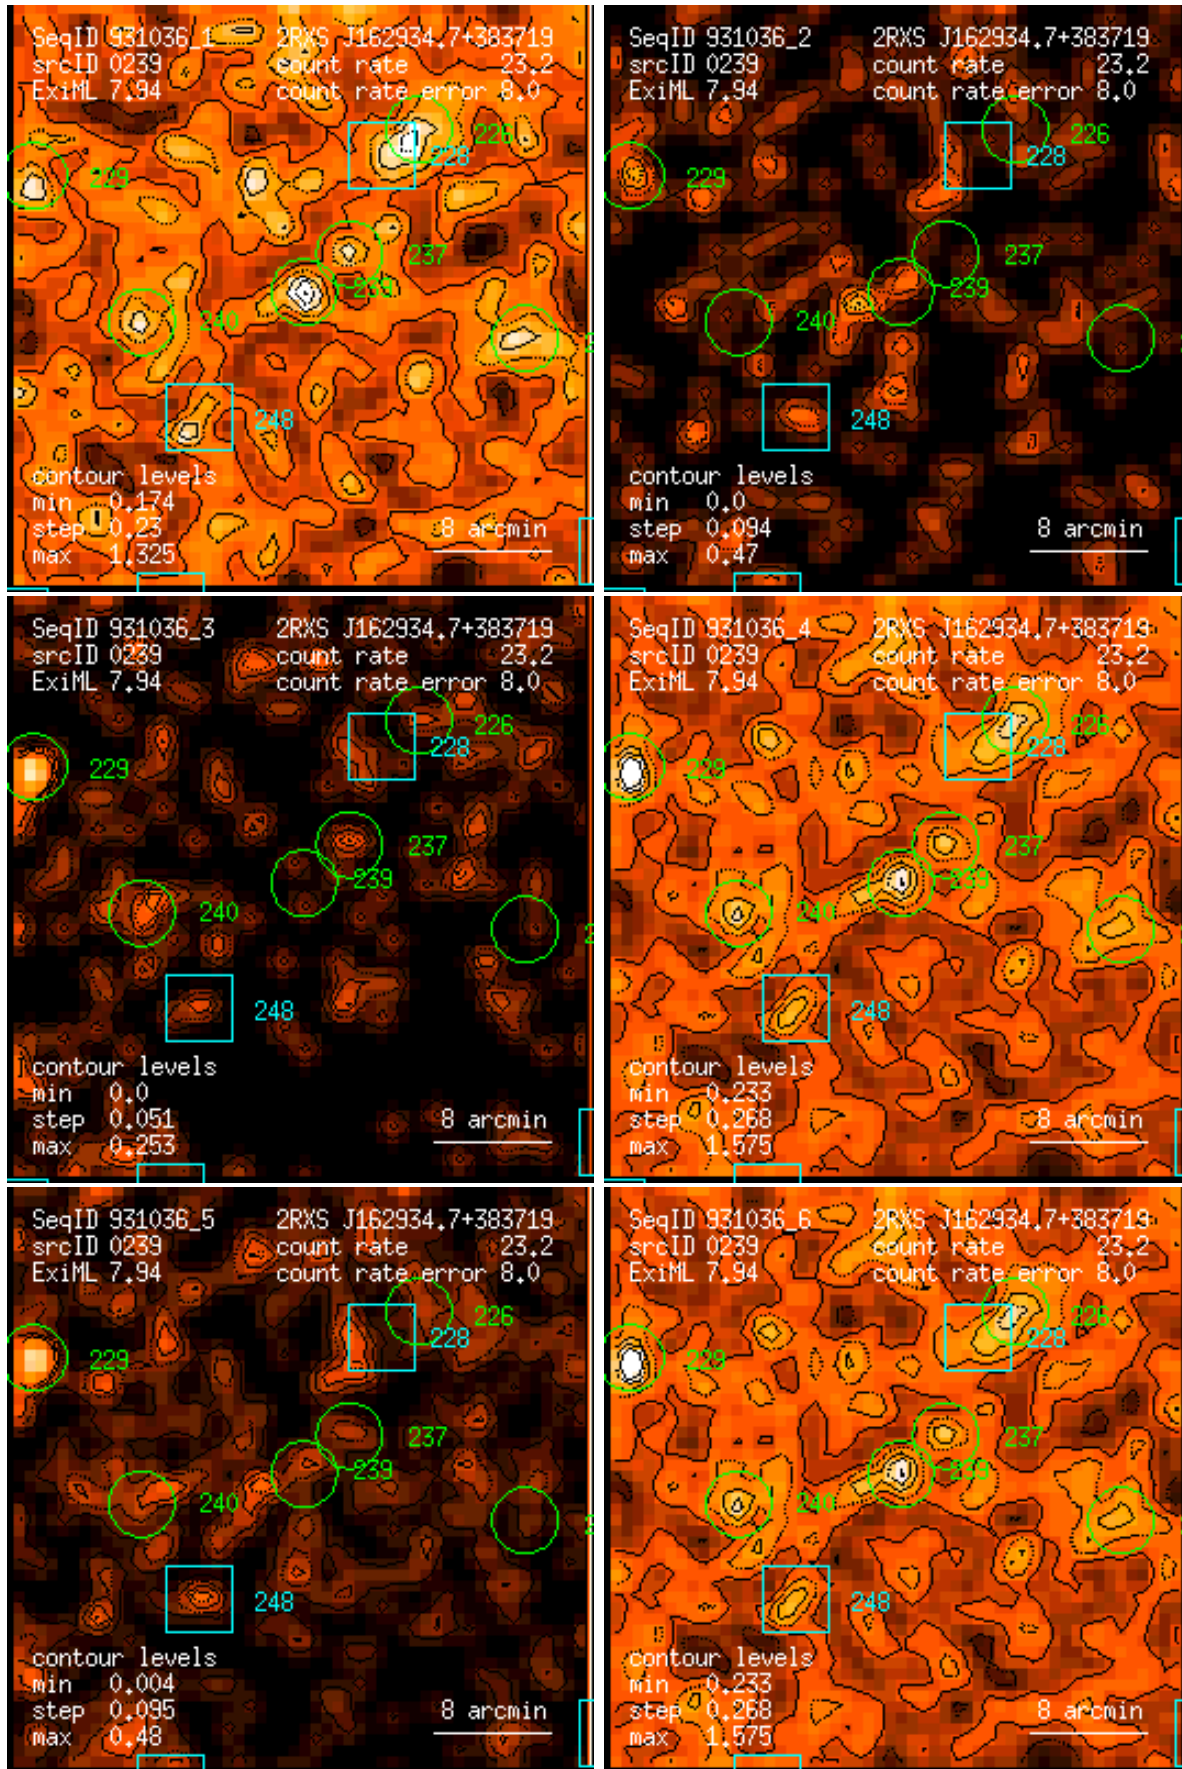 SeqID 931036_1 2RXS J162934.7+383719
srcID 0239 count rate 23.2
ExiML 7.94 count rate error 8.0
226
228
229
237
239
240
248
contour levels
min 0.174
step 0.23
max 1.325
8 arcmin
SeqID 931036_2 2RXS J162934.7+383719
srcID 0239 count rate 23.2
ExiML 7.94 count rate error 8.0
226
228
229
237
239
240
248
contour levels
min 0.0
step 0.094
max 0.47
8 arcmin
SeqID 931036_3 2RXS J162934.7+383719
srcID 0239 count rate 23.2
ExiML 7.94 count rate error 8.0
226
228
229
237
239
240
248
contour levels
min 0.0
step 0.051
max 0.253
8 arcmin
SeqID 931036_4 2RXS J162934.7+383719
srcID 0239 count rate 23.2
ExiML 7.94 count rate error 8.0
226
228
229
237
239
240
248
contour levels
min 0.233
step 0.268
max 1.575
8 arcmin
SeqID 931036_5 2RXS J162934.7+383719
srcID 0239 count rate 23.2
ExiML 7.94 count rate error 8.0
226
228
229
237
239
240
248
contour levels
min 0.004
step 0.095
max 0.48
8 arcmin
SeqID 931036_6 2RXS J162934.7+383719
srcID 0239 count rate 23.2
ExiML 7.94 count rate error 8.0
226
228
229
237
239
240
248
contour levels
min 0.233
step 0.268
max 1.575
8 arcmin